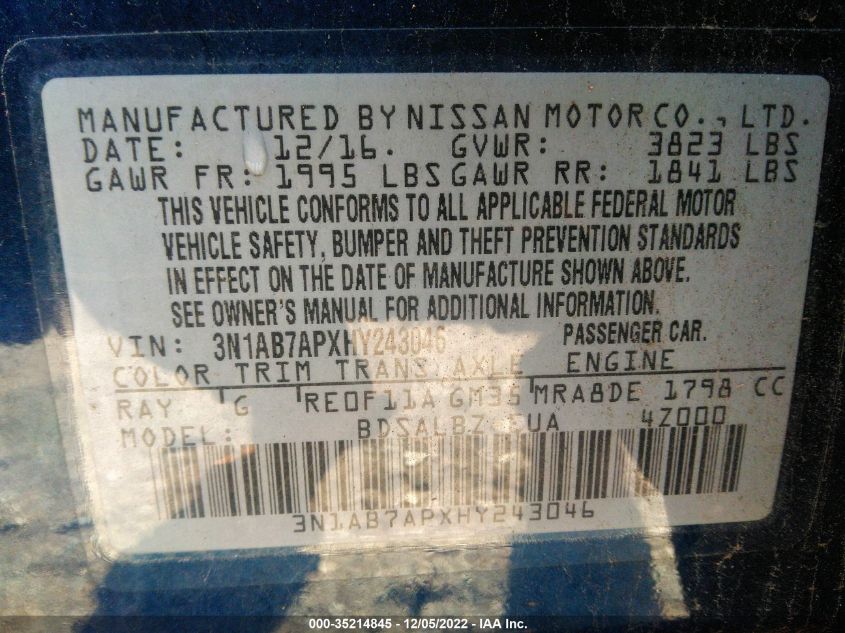 MANUFACTURED BY NISSAN MOTOR CO., LTD.
DATE: 12/16. GVWR: 3823 LBS
GAWR FR: 1995 LBS GAWR RR: 1841 LBS
THIS VEHICLE CONFORMS TO ALL APPLICABLE FEDERAL MOTOR
VEHICLE SAFETY, BUMPER AND THEFT PREVENTION STANDARDS
IN EFFECT ON THE DATE OF MANUFACTURE SHOWN ABOVE.
SEE OWNER'S MANUAL FOR ADDITIONAL INFORMATION.
VIN: 3N1AB7APXHY243046 PASSENGER CAR.
COLOR TRIM TRANS AXLE ENGINE
RAY G RE0F11A GM35 MRA8DE 1798 CC
MODEL: 4Z000
3N1AB7APXHY243046
000-35214845 - 12/05/2022 - IAA Inc.